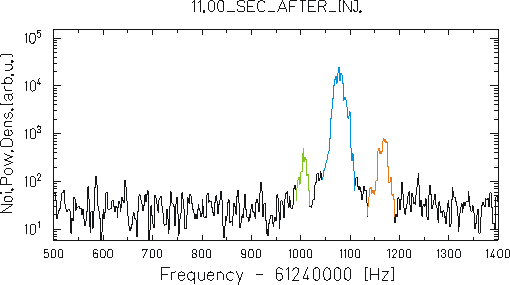 11.00_SEC_AFTER_INJ.
Noi.Pow.Dens.[arb.u.]
10^5
10^4
10^3
10^2
10^1
500 600 700 800 900 1000 1100 1200 1300 1400
Frequency - 61240000 [Hz]